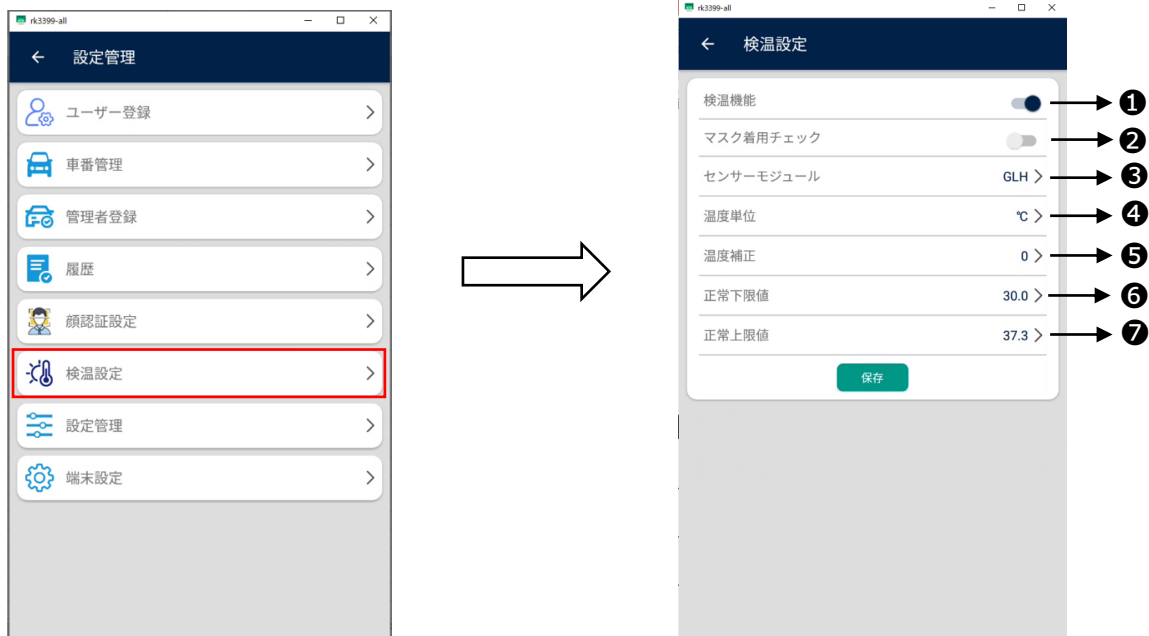 rk3399-all
設定管理
ユーザー登録
車番管理
管理者登録
履歴
顔認証設定
検温設定
設定管理
端末設定
rk3399-all
検温設定
検温機能 ❶
マスク着用チェック ❷
センサーモジュール GLH ❸
温度単位 ℃ ❹
温度補正 0 ❺
正常下限値 30.0 ❻
正常上限値 37.3 ❼
保存